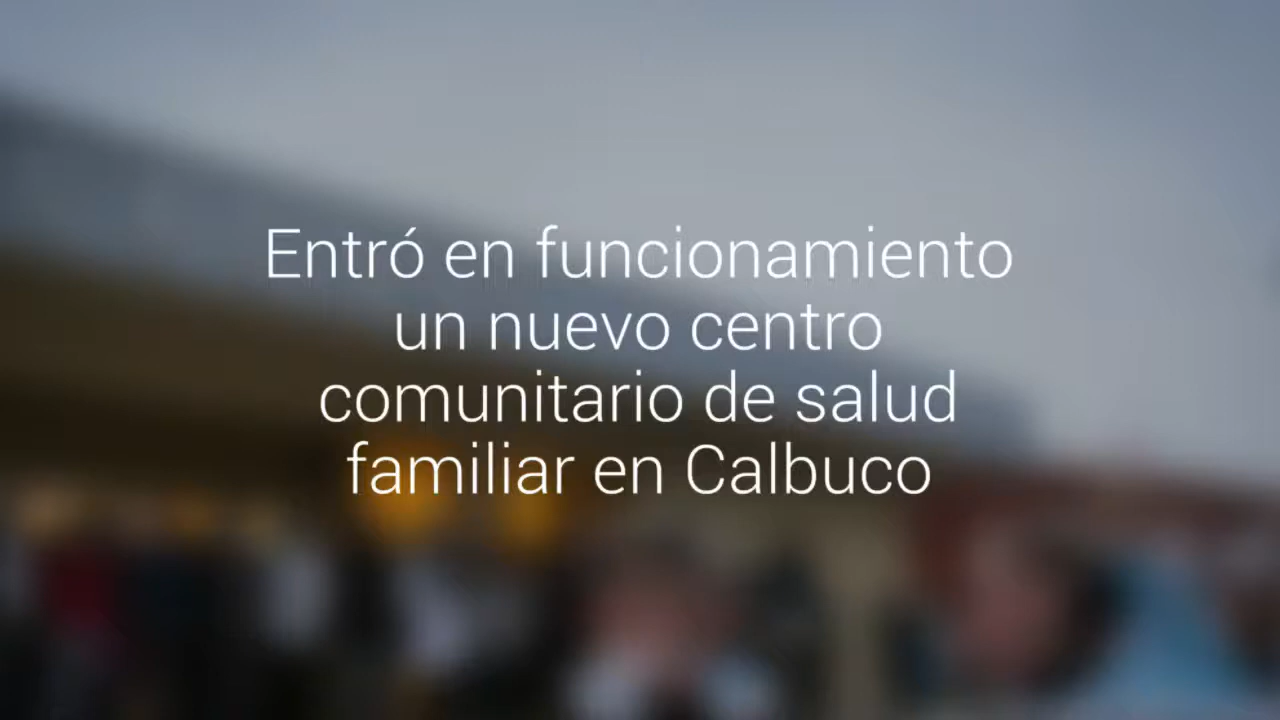 Entró en funcionamiento
un nuevo centro
comunitario de salud
familiar en Calbuco